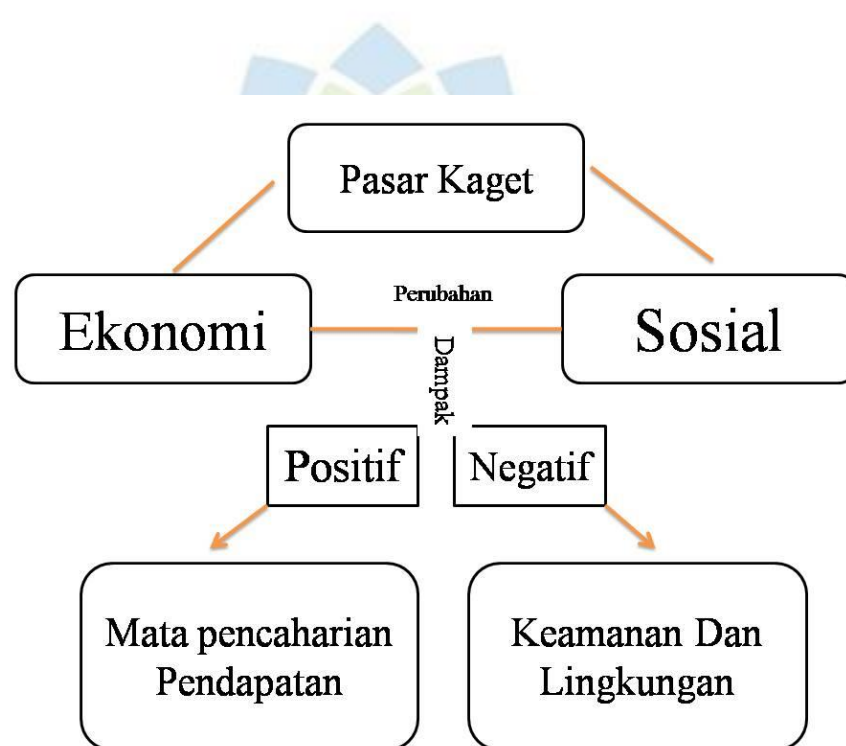 Pasar Kaget
Perubahan
Ekonomi
Sosial
Dampak
Positif
Negatif
Mata pencaharian
Pendapatan
Keamanan Dan
Lingkungan